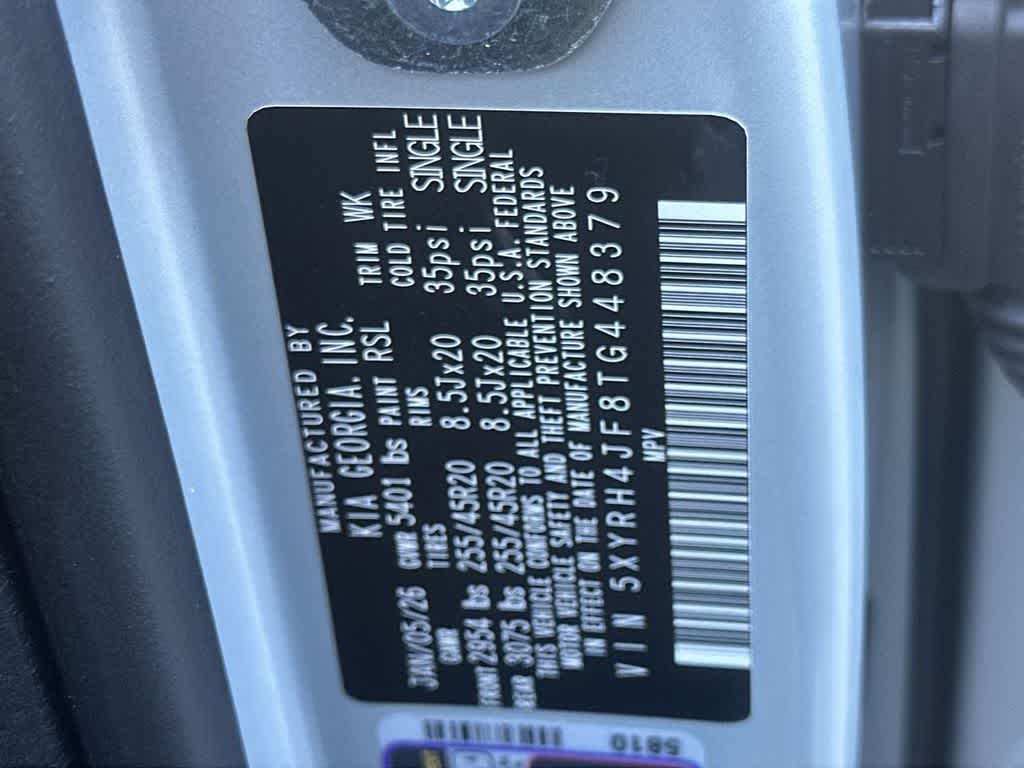 MANUFACTURED BY
KIA GEORGIA. INC.
JAN/05/26 GVWR 5401 lbs PAINT RSL TRIM WK
GAWR TIRES RIMS COLD TIRE INFL
FRONT 2954 lbs 255/45R20 8.5Jx20 35psi SINGLE
REAR 3075 lbs 255/45R20 8.5Jx20 35psi SINGLE
THIS VEHICLE CONFORMS TO ALL APPLICABLE U.S.A. FEDERAL
MOTOR VEHICLE SAFETY AND THEFT PREVENTION STANDARDS
IN EFFECT ON THE DATE OF MANUFACTURE SHOWN ABOVE
VIN 5XYRH4JF8TG448379
MPV
5810